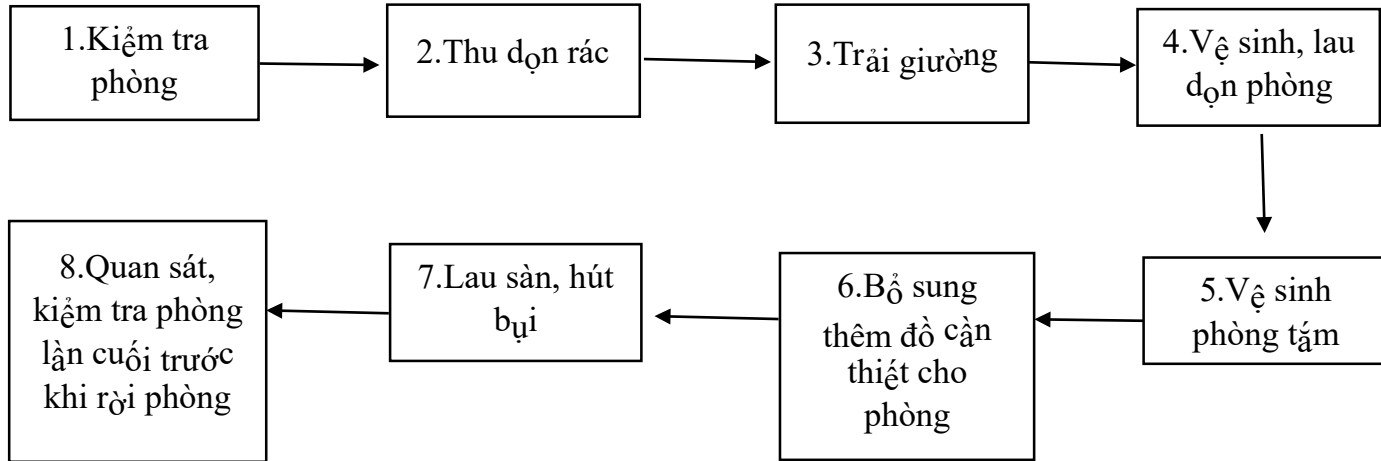 1.Kiểm tra
phòng
2.Thu dọn rác
3.Trải giường
4.Vệ sinh, lau
dọn phòng
5.Vệ sinh
phòng tắm
6.Bổ sung
thêm đồ cần
thiết cho
phòng
7.Lau sàn, hút
bụi
8.Quan sát,
kiểm tra phòng
lần cuối trước
khi rời phòng